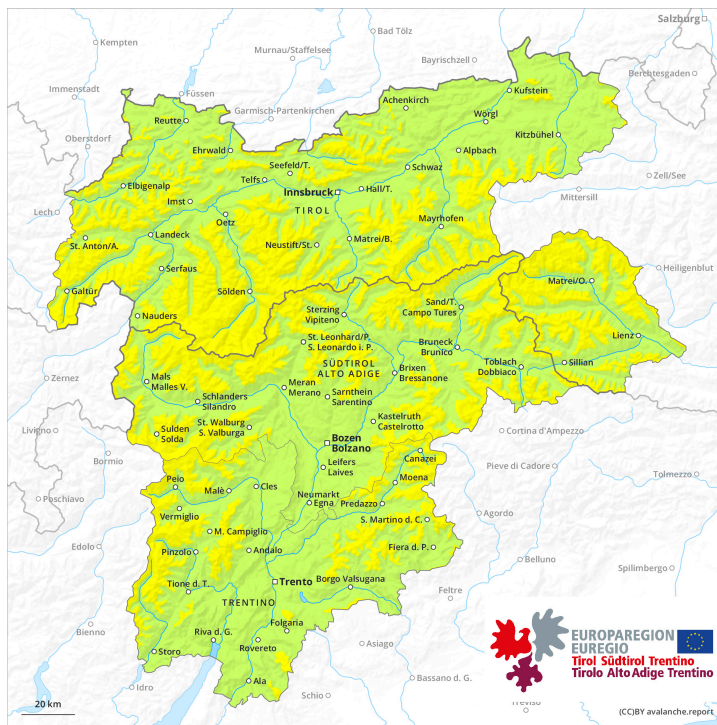 Salzburg
Kempten
Bad Tölz
Murnau/Staffelsee
Bayrischzell
Berchtesgaden
Immenstadt
Füssen
Garmisch-Partenkirchen
Achenkirch
Kufstein
Reutte
Wörgl
Oberstdorf
Ehrwald
Kitzbühel
Seefeld/T.
Alpbach
Schwaz
Telfs
Zell/See
Elbigenalp
Innsbruck
Hall/T.
Mittersill
Imst
TIROL
Lech
Oetz
Mayrhofen
St. Anton/A.
Landeck
Neustift/St.
Matrei/B.
Heiligenblut
Serfaus
Matrei/O.
Galtür
Sölden
Nauders
Sterzing
Vipiteno
Sand/T.
Campo Tures
Lienz
St. Leonhard/P.
S. Leonardo i. P.
Bruneck
Brunico
Toblach
Dobbiaco
Sillian
SÜDTIROL
ALTO ADIGE
Brixen
Bressanone
Zernez
Mals
Malles V.
Meran
Merano
Schlanders
Silandro
Sarnthein
Sarentino
St. Walburg
S. Valburga
Kastelruth
Castelrotto
Livigno
Sulden
Solda
Cortina d'Ampezzo
Bozen
Bolzano
Bormio
Canazei
Pieve di Cadore
Leifers
Laives
Tolmezzo
Peio
Cles
Moena
Poschiavo
Malè
Neumarkt
Egna
Predazzo
Vermiglio
Agordo
S. Martino d. C.
M. Campiglio
Edolo
Pinzolo
Andalo
Fiera d. P.
Belluno
Spilimbergo
Tione d. T.
Trento
Borgo Valsugana
Feltre
TRENTINO
Bienno
Folgaria
Riva d. G.
Rovereto
Asiago
Storo
Ala
Bassano d. G.
Idro
Schio
Treviso
EUROPAREGION
EUREGIO
Tirol Südtirol Trentino
Tirolo Alto Adige Trentino
20 km
(CC)BY avalanche.report